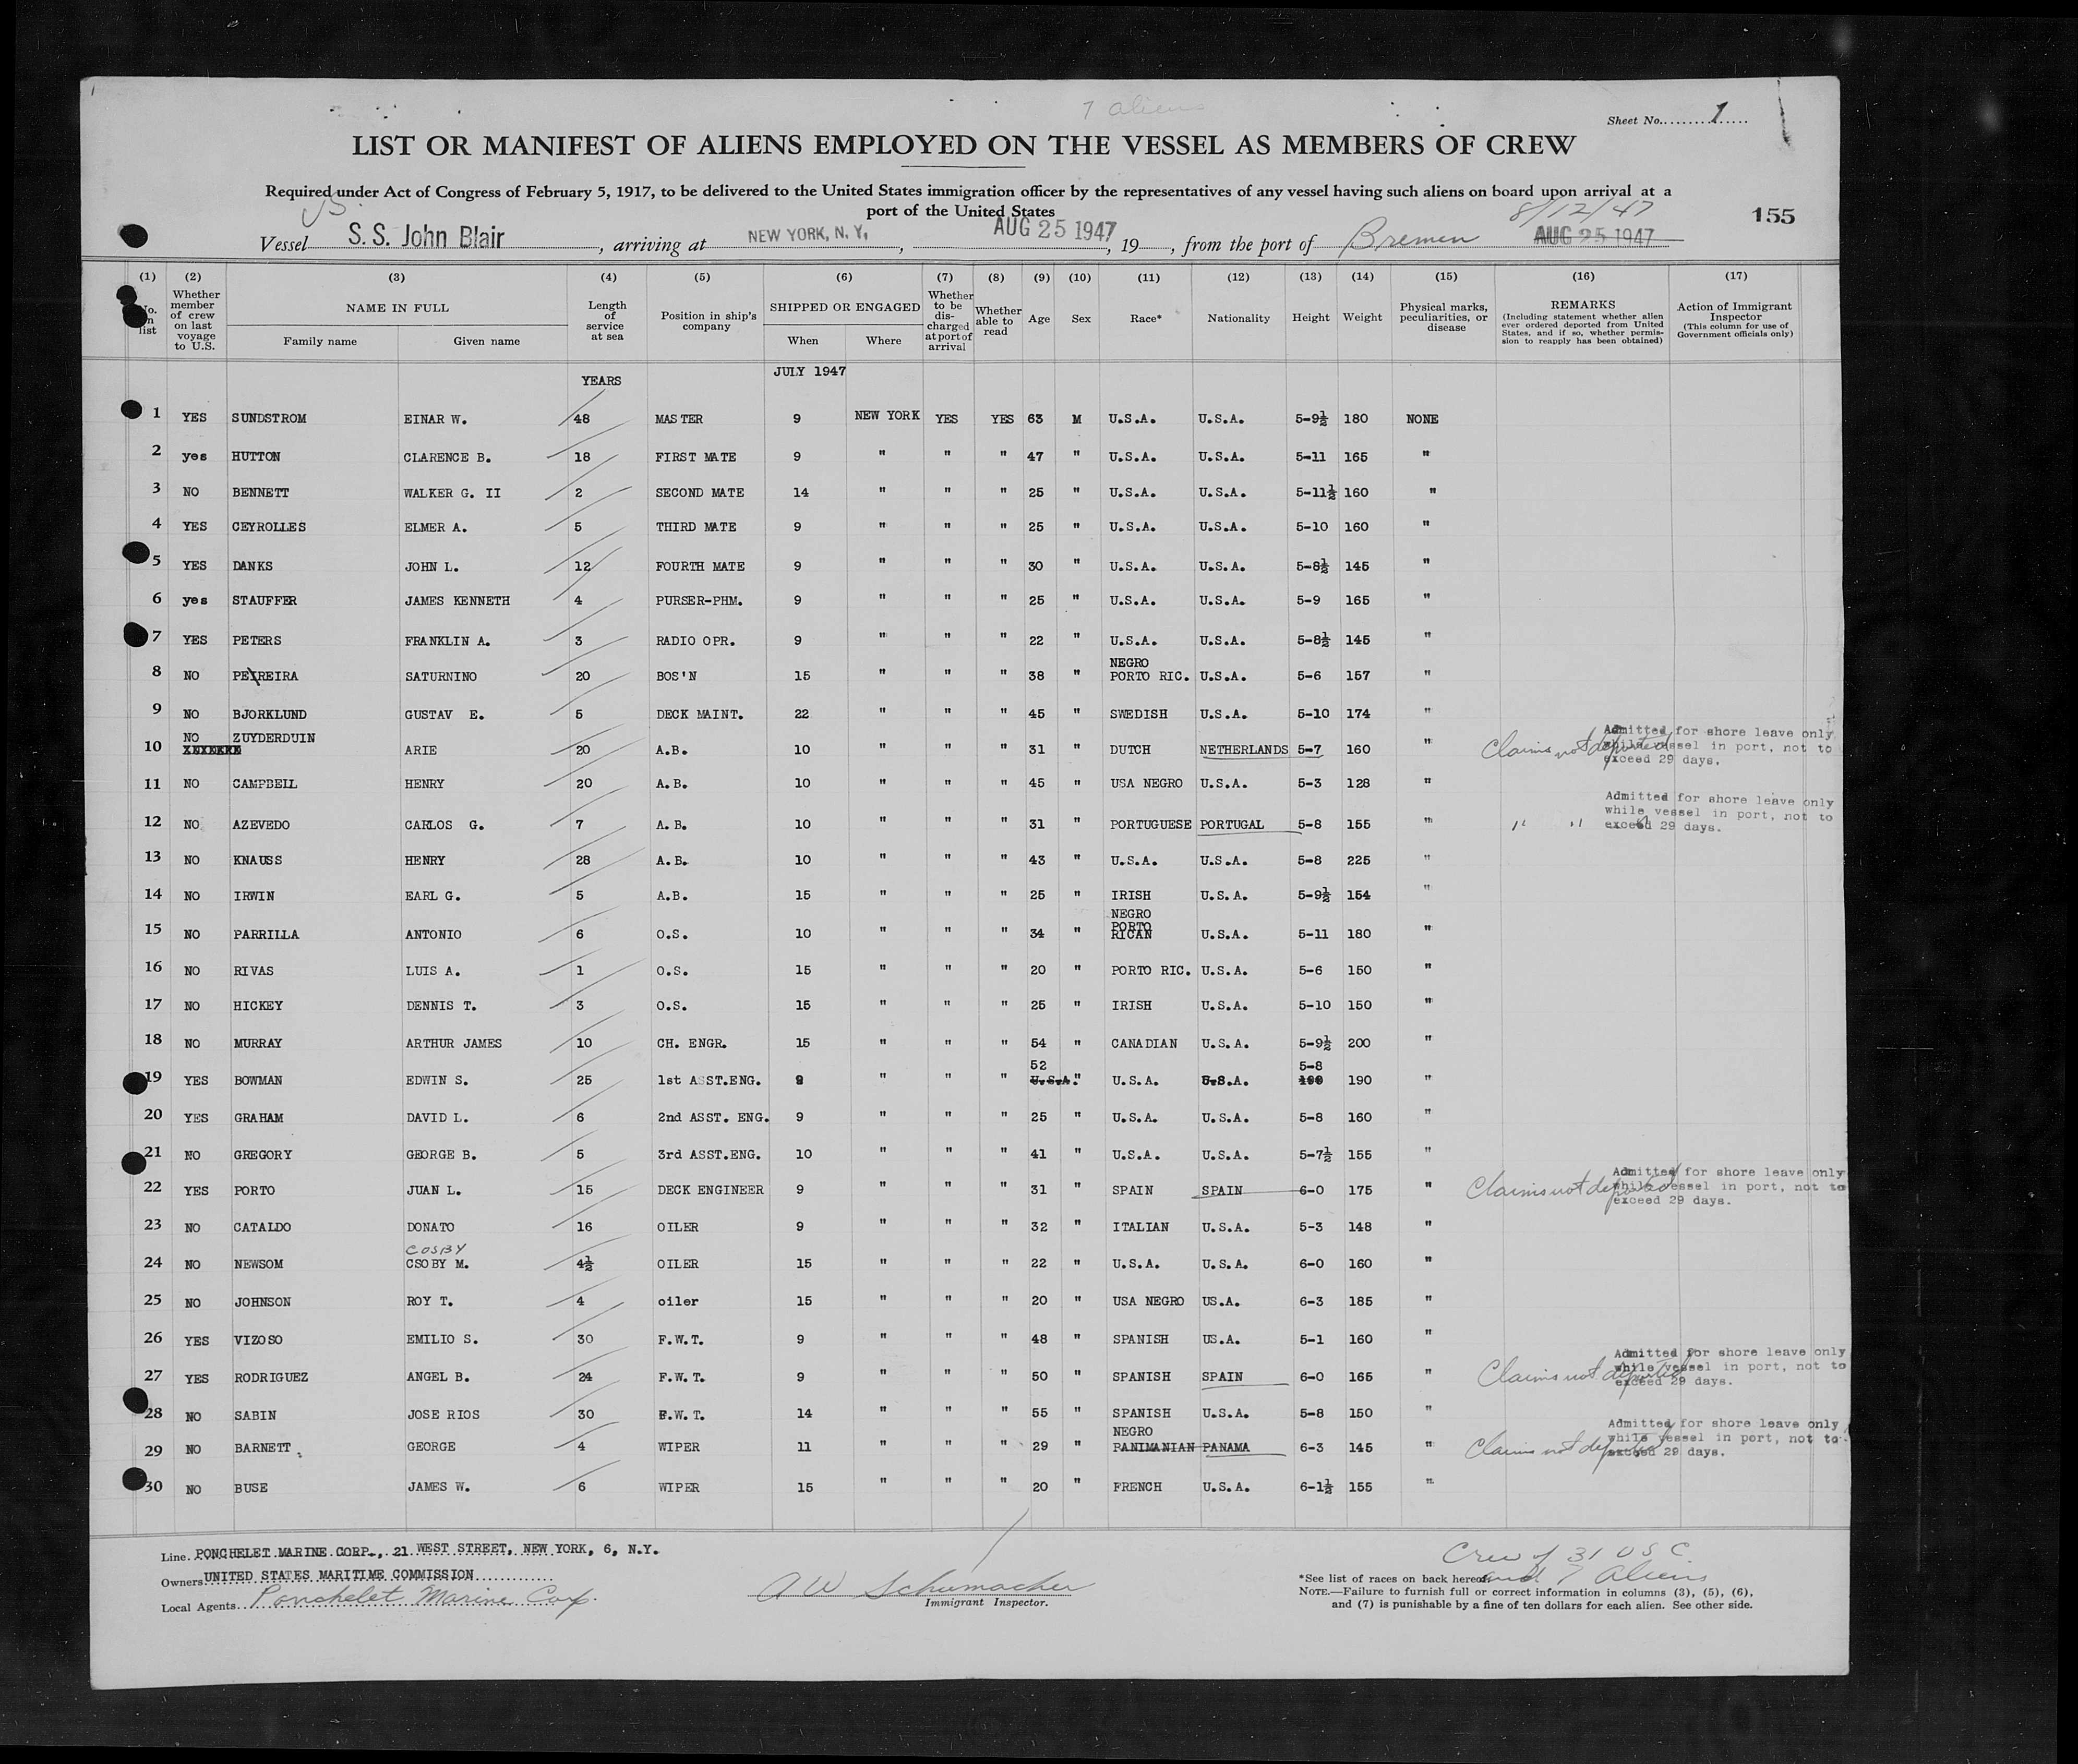 7 aliens
Sheet No. 1
LIST OR MANIFEST OF ALIENS EMPLOYED ON THE VESSEL AS MEMBERS OF CREW
Required under Act of Congress of February 5, 1917, to be delivered to the United States immigration officer by the representatives of any vessel having such aliens on board upon arrival at a
port of the United States
US
8/12/47
155
Vessel S. S. John Blair, arriving at NEW YORK, N. Y., AUG 25 1947, 19, from the port of Bremen AUG 25 1947
(1) (2) (3) (4) (5) (6) (7) (8) (9) (10) (11) (12) (13) (14) (15) (16) (17)
No. in list
Whether member of crew on last voyage to U.S.
NAME IN FULL
Family name
Given name
Length of service at sea
Position in ship's company
SHIPPED OR ENGAGED
When
Where
Whether to be discharged at port of arrival
Whether able to read
Age
Sex
Race*
Nationality
Height
Weight
Physical marks, peculiarities, or disease
REMARKS
(Including statement whether alien ever ordered deported from United States, and if so, whether permission to reapply has been obtained)
Action of Immigrant Inspector
(This column for use of Government officials only)
YEARS JULY 1947
1 YES SUNDSTROM EINAR W. 48 MASTER 9 NEW YORK YES YES 63 M U.S.A. U.S.A. 5-9½ 180 NONE
2 yes HUTTON CLARENCE B. 18 FIRST MATE 9 " " " 47 " U.S.A. U.S.A. 5-11 165 "
3 NO BENNETT WALKER G. II 2 SECOND MATE 14 " " " 25 " U.S.A. U.S.A. 5-11½ 160 "
4 YES CEYROLLES ELMER A. 5 THIRD MATE 9 " " " 25 " U.S.A. U.S.A. 5-10 160 "
5 YES DANKS JOHN L. 12 FOURTH MATE 9 " " " 30 " U.S.A. U.S.A. 5-8½ 145 "
6 yes STAUFFER JAMES KENNETH 4 PURSER-PHM. 9 " " " 25 " U.S.A. U.S.A. 5-9 165 "
7 YES PETERS FRANKLIN A. 3 RADIO OPR. 9 " " " 22 " U.S.A. U.S.A. 5-8½ 145 "
NEGRO
8 NO PEXREIRA SATURNINO 20 BOS'N 15 " " " 38 " PORTO RIC. U.S.A. 5-6 157 "
9 NO BJORKLUND GUSTAV E. 5 DECK MAINT. 22 " " " 45 " SWEDISH U.S.A. 5-10 174 "
10 NO ZUYDERDUIN ARIE 20 A.B. 10 " " " 31 " DUTCH NETHERLANDS 5-7 160 " Claims not deported Admitted for shore leave only while vessel in port, not to exceed 29 days.
11 NO CAMPBELL HENRY 20 A.B. 10 " " " 45 " USA NEGRO U.S.A. 5-3 128 "
12 NO AZEVEDO CARLOS G. 7 A.B. 10 " " " 31 " PORTUGUESE PORTUGAL 5-8 155 " " " Admitted for shore leave only while vessel in port, not to exceed 29 days.
13 NO KNAUSS HENRY 28 A.B. 10 " " " 43 " U.S.A. U.S.A. 5-8 225 "
14 NO IRWIN EARL G. 5 A.B. 15 " " " 25 " IRISH U.S.A. 5-9½ 154 "
NEGRO
15 NO PARRILLA ANTONIO 6 O.S. 10 " " " 34 " PORTO RICAN U.S.A. 5-11 180 "
16 NO RIVAS LUIS A. 1 O.S. 15 " " " 20 " PORTO RIC. U.S.A. 5-6 150 "
17 NO HICKEY DENNIS T. 3 O.S. 15 " " " 25 " IRISH U.S.A. 5-10 150 "
18 NO MURRAY ARTHUR JAMES 10 CH. ENGR. 15 " " " 54 " CANADIAN U.S.A. 5-9½ 200 "
52 5-8
19 YES BOWMAN EDWIN S. 25 1st ASST.ENG. 9 " " " U.S.A. " U.S.A. U.S.A. 190 190 "
20 YES GRAHAM DAVID L. 6 2nd ASST. ENG. 9 " " " 25 " U.S.A. U.S.A. 5-8 160 "
21 NO GREGORY GEORGE B. 5 3rd ASST.ENG. 10 " " " 41 " U.S.A. U.S.A. 5-7½ 155 "
22 YES PORTO JUAN L. 15 DECK ENGINEER 9 " " " 31 " SPAIN SPAIN 6-0 175 " Claims not deported Admitted for shore leave only while vessel in port, not to exceed 29 days.
23 NO CATALDO DONATO 16 OILER 9 " " " 32 " ITALIAN U.S.A. 5-3 148 "
COSBY
24 NO NEWSOM CSOBY M. 4½ OILER 15 " " " 22 " U.S.A. U.S.A. 6-0 160 "
25 NO JOHNSON ROY T. 4 oiler 15 " " " 20 " USA NEGRO US.A. 6-3 185 "
26 YES VIZOSO EMILIO S. 30 F.W.T. 9 " " " 48 " SPANISH US.A. 5-1 160 "
27 YES RODRIGUEZ ANGEL B. 24 F.W.T. 9 " " " 50 " SPANISH SPAIN 6-0 165 " Claims not deported Admitted for shore leave only while vessel in port, not to exceed 29 days.
28 NO SABIN JOSE RIOS 30 F.W.T. 14 " " " 55 " SPANISH U.S.A. 5-8 150 "
NEGRO
29 NO BARNETT GEORGE 4 WIPER 11 " " " 29 " PANIMANIAN PANAMA 6-3 145 " Claims not deported Admitted for shore leave only while vessel in port, not to exceed 29 days.
30 NO BUSE JAMES W. 6 WIPER 15 " " " 20 " FRENCH U.S.A. 6-1½ 155 "
Line PONCHELET MARINE CORP., 21 WEST STREET, NEW YORK, 6, N.Y.
Owners UNITED STATES MARITIME COMMISSION
Local Agents Ponchelet Marine Corp.
A W Schumacher
Immigrant Inspector.
Crew of 31 USC
and 7 Aliens
*See list of races on back hereof.
NOTE.—Failure to furnish full or correct information in columns (3), (5), (6),
and (7) is punishable by a fine of ten dollars for each alien. See other side.